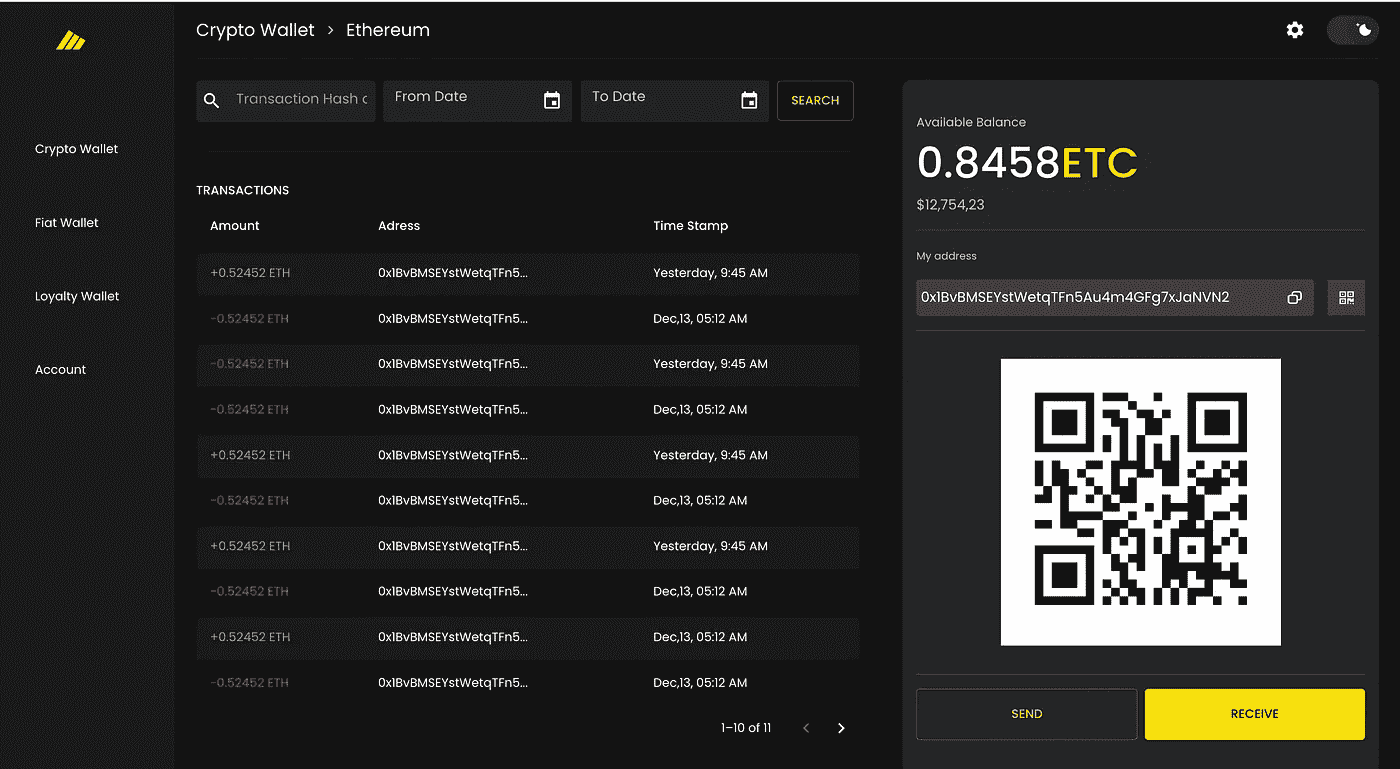 Crypto Wallet > Ethereum
Crypto Wallet
Fiat Wallet
Loyalty Wallet
Account
Transaction Hash
From Date
To Date
SEARCH
TRANSACTIONS
Amount Adress Time Stamp
+0.52452 ETH 0x1BvBMSEYstWetqTFn5... Yesterday, 9:45 AM
-0.52452 ETH 0x1BvBMSEYstWetqTFn5... Dec,13, 05:12 AM
-0.52452 ETH 0x1BvBMSEYstWetqTFn5... Yesterday, 9:45 AM
-0.52452 ETH 0x1BvBMSEYstWetqTFn5... Dec,13, 05:12 AM
+0.52452 ETH 0x1BvBMSEYstWetqTFn5... Yesterday, 9:45 AM
-0.52452 ETH 0x1BvBMSEYstWetqTFn5... Dec,13, 05:12 AM
+0.52452 ETH 0x1BvBMSEYstWetqTFn5... Yesterday, 9:45 AM
-0.52452 ETH 0x1BvBMSEYstWetqTFn5... Dec,13, 05:12 AM
+0.52452 ETH 0x1BvBMSEYstWetqTFn5... Dec,13, 05:12 AM
-0.52452 ETH 0x1BvBMSEYstWetqTFn5... Dec,13, 05:12 AM
1–10 of 11
Available Balance
0.8458ETC
$12,754,23
My address
0x1BvBMSEYstWetqTFn5Au4m4GFg7xJaNVN2
SEND
RECEIVE